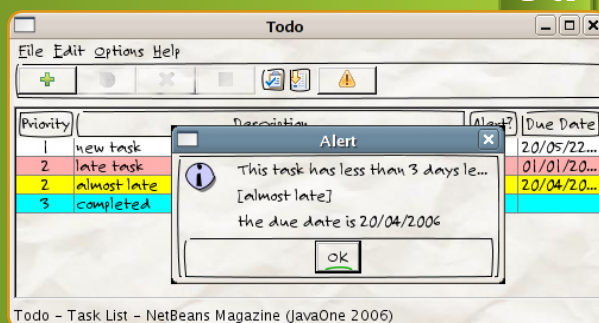 Todo
File Edit Options Help
Priority Description Alert? Due Date
1 new task 20/05/22...
2 late task 01/01/20...
2 almost late 20/04/20...
3 completed
Alert
This task has less than 3 days le...
[almost late]
the due date is 20/04/2006
OK
Todo - Task List - NetBeans Magazine (JavaOne 2006)